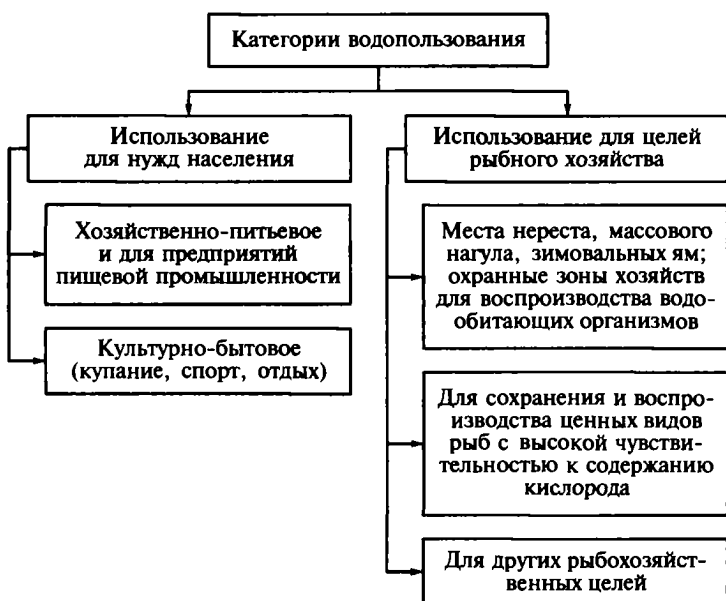 Категории водопользования
Использование
для нужд населения
Хозяйственно-питьевое
и для предприятий
пищевой промышленности
Культурно-бытовое
(купание, спорт, отдых)
Использование для целей
рыбного хозяйства
Места нереста, массового
нагула, зимовальных ям;
охранные зоны хозяйств
для воспроизводства водо-
обитающих организмов
Для сохранения и воспро-
изводства ценных видов
рыб с высокой чувстви-
тельностью к содержанию
кислорода
Для других рыбохозяйст-
венных целей